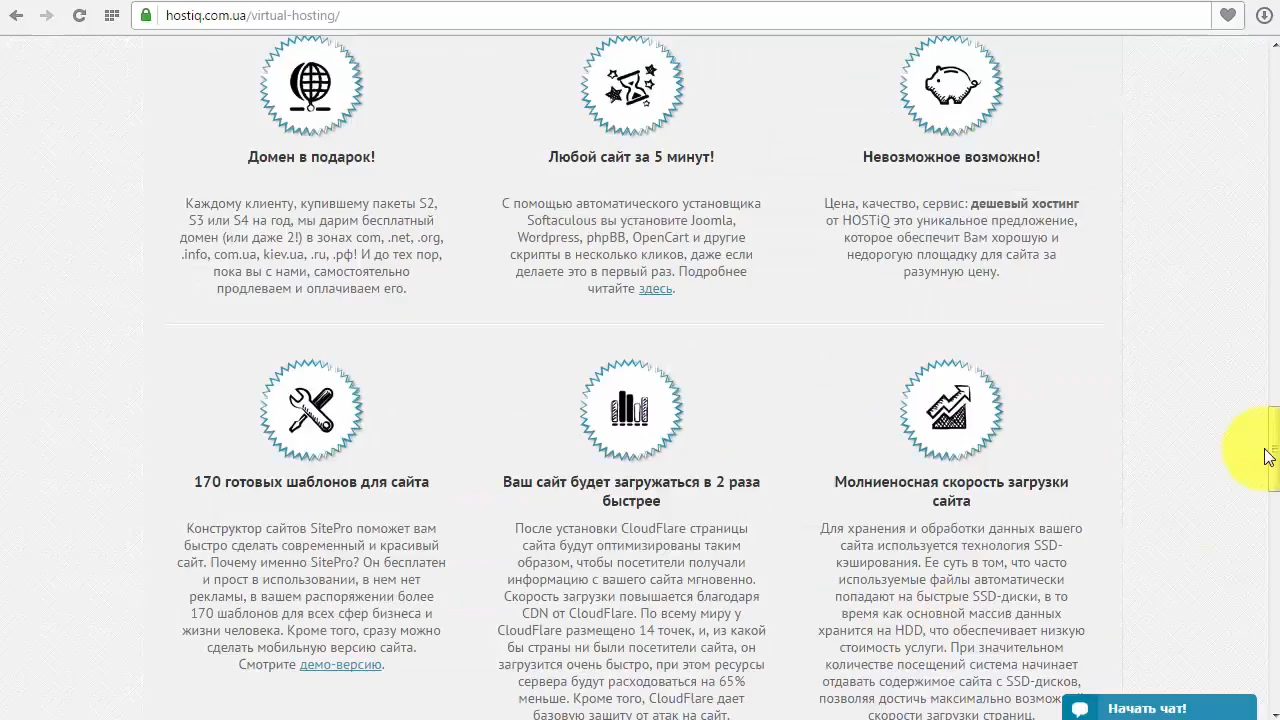 hostiq.com.ua/virtual-hosting/
Домен в подарок!
Каждому клиенту, купившему пакеты S2,
S3 или S4 на год, мы дарим бесплатный
домен (или даже 2!) в зонах com, .net, .org,
.info, com.ua, kiev.ua, .ru, .рф! И до тех пор,
пока вы с нами, самостоятельно
продлеваем и оплачиваем его.
Любой сайт за 5 минут!
С помощью автоматического установщика
Softaculous вы установите Joomla,
Wordpress, phpBB, OpenCart и другие
скрипты в несколько кликов, даже если
делаете это в первый раз. Подробнее
читайте здесь.
Невозможное возможно!
Цена, качество, сервис: дешевый хостинг
от HOSTiQ это уникальное предложение,
которое обеспечит Вам хорошую и
недорогую площадку для сайта за
разумную цену.
170 готовых шаблонов для сайта
Конструктор сайтов SitePro поможет вам
быстро сделать современный и красивый
сайт. Почему именно SitePro? Он бесплатен
и прост в использовании, в нем нет
рекламы, в вашем распоряжении более
170 шаблонов для всех сфер бизнеса и
жизни человека. Кроме того, сразу можно
сделать мобильную версию сайта.
Смотрите демо-версию.
Ваш сайт будет загружаться в 2 раза
быстрее
После установки CloudFlare страницы
сайта будут оптимизированы таким
образом, чтобы посетители получали
информацию с вашего сайта мгновенно.
Скорость загрузки повышается благодаря
CDN от CloudFlare. По всему миру у
CloudFlare размещено 14 точек, и, из какой
бы страны ни были посетители сайта, он
загрузится очень быстро, при этом ресурсы
сервера будут расходоваться на 65%
меньше. Кроме того, CloudFlare дает
базовую защиту от атак на сайт.
Молниеносная скорость загрузки
сайта
Для хранения и обработки данных вашего
сайта используется технология SSD-
кэширования. Ее суть в том, что часто
используемые файлы автоматически
попадают на быстрые SSD-диски, в то
время как основной массив данных
хранится на HDD, что обеспечивает низкую
стоимость услуги. При значительном
количестве посещений система начинает
отдавать содержимое сайта с SSD-дисков,
позволяя достичь максимально
скорости загрузки страниц.
Начать чат!